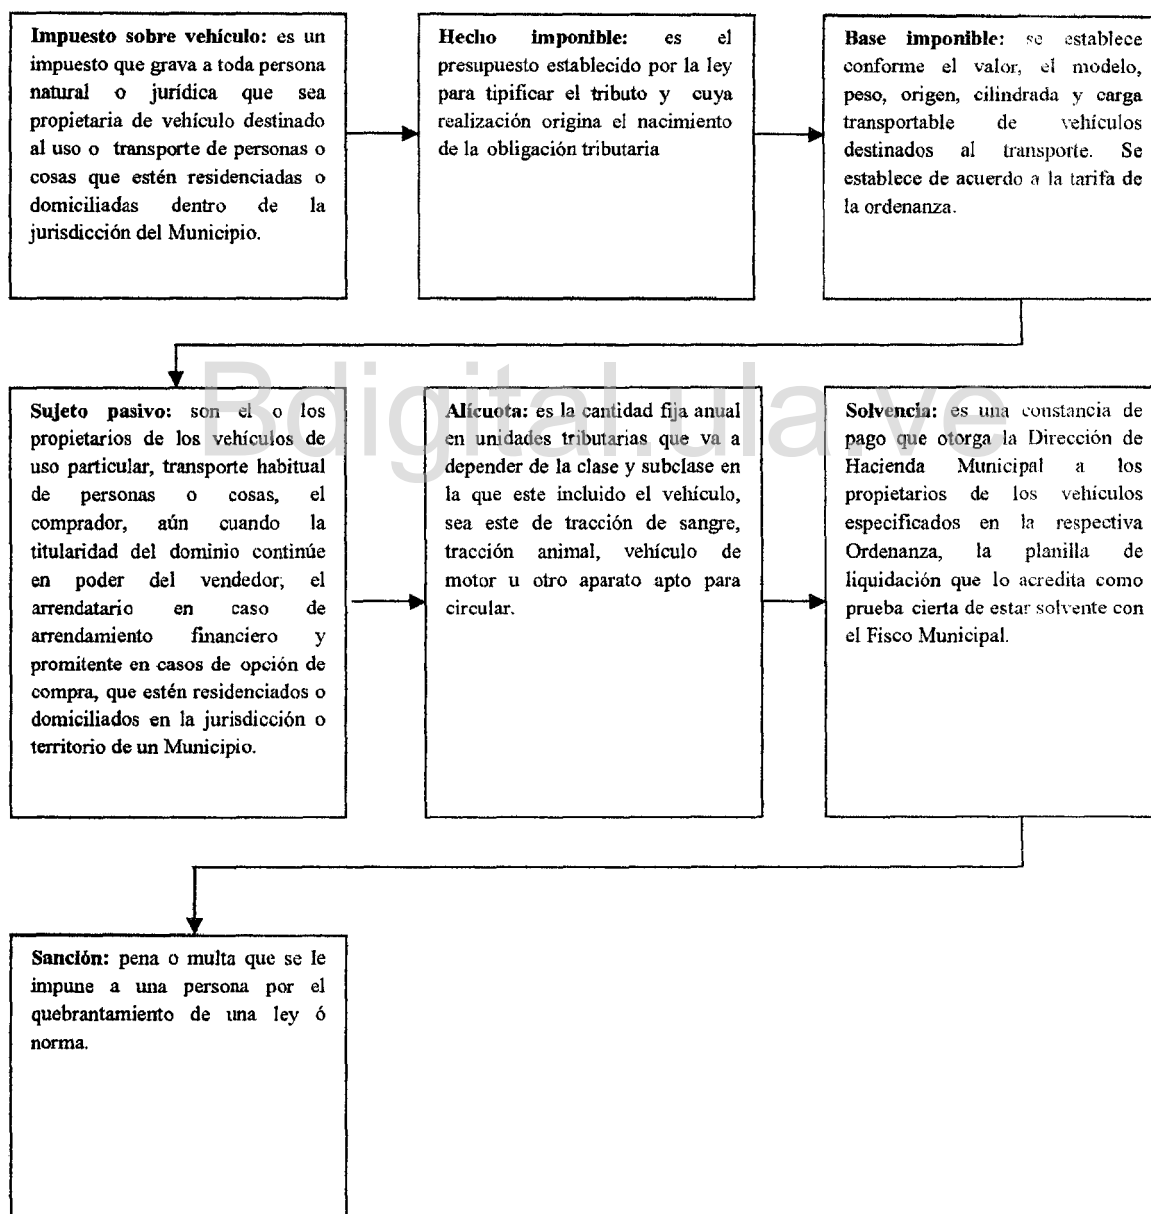 Impuesto sobre vehículo: es un
impuesto que grava a toda persona
natural o jurídica que sea
propietaria de vehículo destinado
al uso o transporte de personas o
cosas que estén residenciadas o
domiciliadas dentro de la
jurisdicción del Municipio.
Hecho imponible: es el
presupuesto establecido por la ley
para tipificar el tributo y cuya
realización origina el nacimiento
de la obligación tributaria
Base imponible: se establece
conforme el valor, el modelo,
peso, origen, cilindrada y carga
transportable de vehículos
destinados al transporte. Se
establece de acuerdo a la tarifa de
la ordenanza.
Sujeto pasivo: son el o los
propietarios de los vehículos de
uso particular, transporte habitual
de personas o cosas, el
comprador, aún cuando la
titularidad del dominio continúe
en poder del vendedor, el
arrendatario en caso de
arrendamiento financiero y
promitente en casos de opción de
compra, que estén residenciados o
domiciliados en la jurisdicción o
territorio de un Municipio.
Alícuota: es la cantidad fija anual
en unidades tributarias que va a
depender de la clase y subclase en
la que este incluido el vehículo,
sea este de tracción de sangre,
tracción animal, vehículo de
motor u otro aparato apto para
circular.
Solvencia: es una constancia de
pago que otorga la Dirección de
Hacienda Municipal a los
propietarios de los vehículos
especificados en la respectiva
Ordenanza, la planilla de
liquidación que lo acredita como
prueba cierta de estar solvente con
el Fisco Municipal.
Sanción: pena o multa que se le
impune a una persona por el
quebrantamiento de una ley ó
norma.
Bdigital.ula.ve